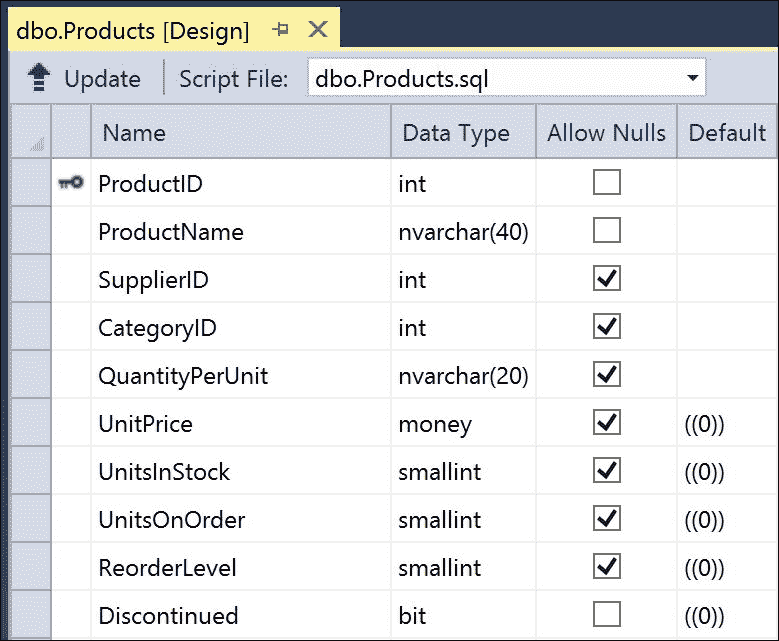 dbo.Products [Design]
Update Script File: dbo.Products.sql
Name Data Type Allow Nulls Default
ProductID int
ProductName nvarchar(40)
SupplierID int
CategoryID int
QuantityPerUnit nvarchar(20)
UnitPrice money ((0))
UnitsInStock smallint ((0))
UnitsOnOrder smallint ((0))
ReorderLevel smallint ((0))
Discontinued bit ((0))